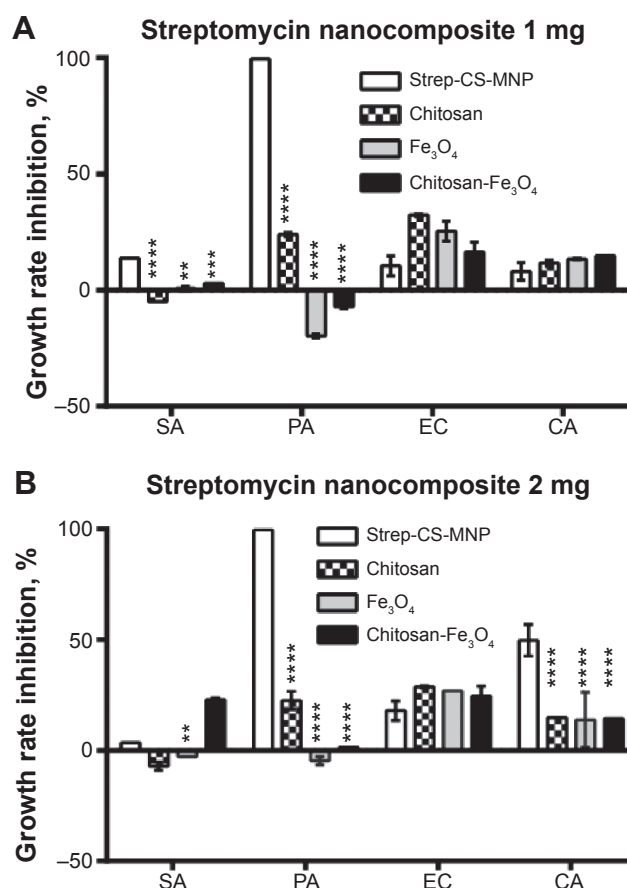 A
Streptomycin nanocomposite 1 mg
Growth rate inhibition, %
100
50
0
–50
Strep-CS-MNP
Chitosan
Fe₃O₄
Chitosan-Fe₃O₄
****
**
***
****
****
****
SA
PA
EC
CA
B
Streptomycin nanocomposite 2 mg
Growth rate inhibition, %
100
50
0
–50
Strep-CS-MNP
Chitosan
Fe₃O₄
Chitosan-Fe₃O₄
**
****
****
****
****
****
****
SA
PA
EC
CA